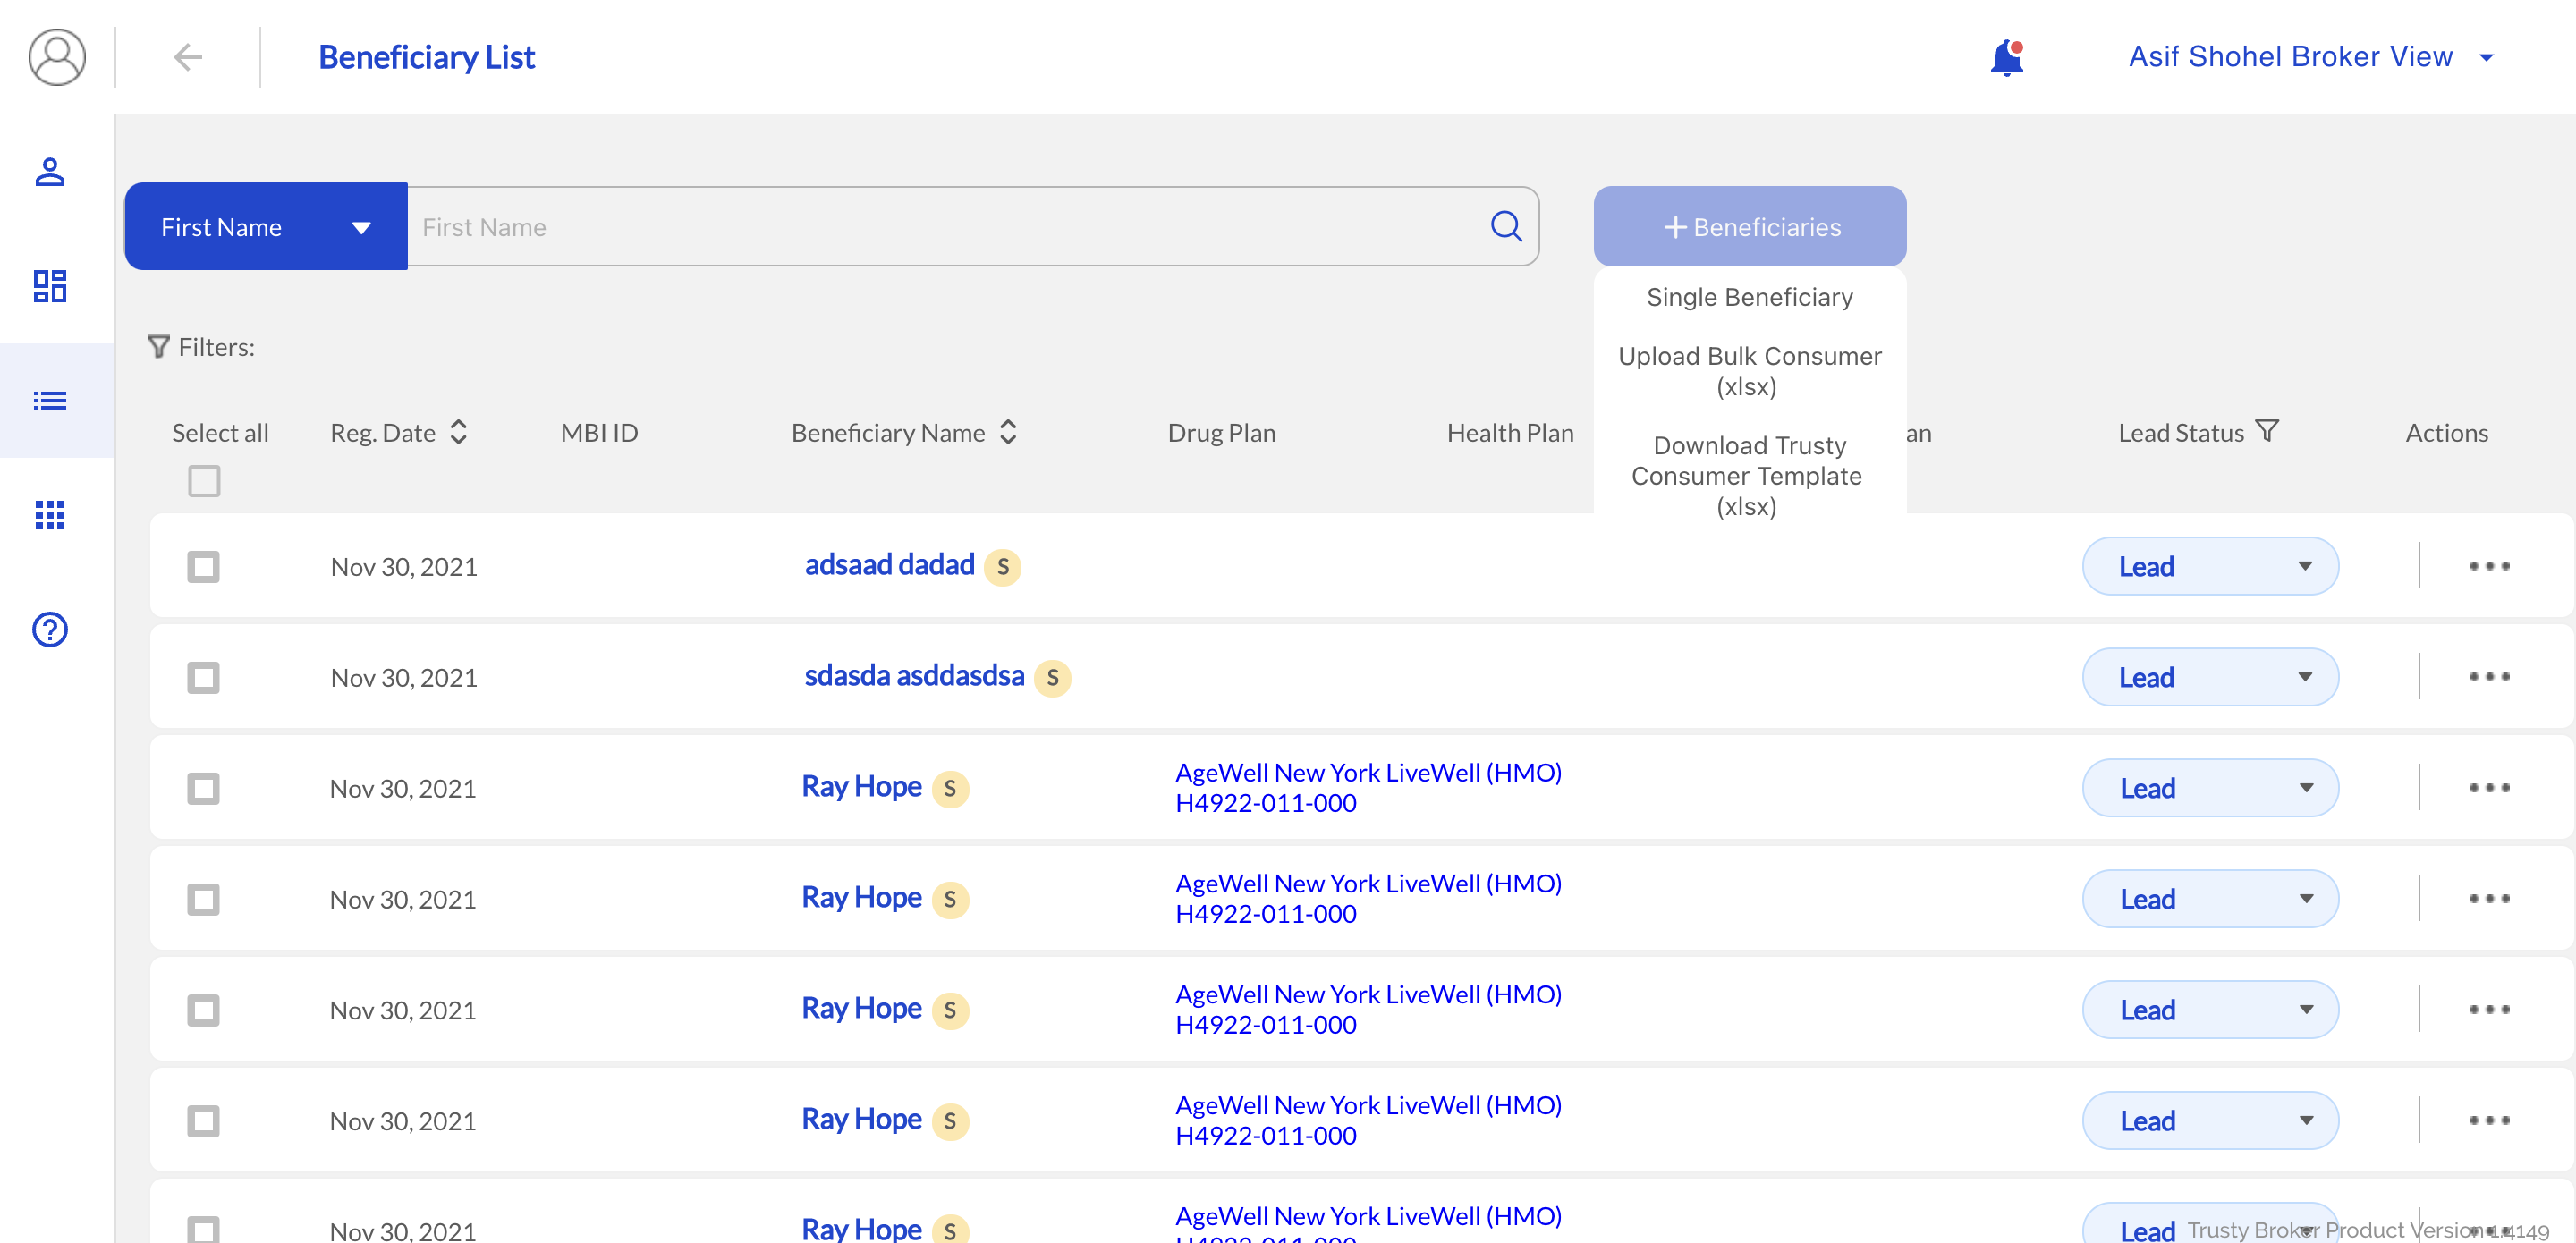 Beneficiary List
Asif Shohel Broker View
First Name
First Name
+ Beneficiaries
Single Beneficiary
Upload Bulk Consumer
(xlsx)
Download Trusty
Consumer Template
(xlsx)
Filters:
Select all Reg. Date MBI ID Beneficiary Name Drug Plan Health Plan an Lead Status Actions
Nov 30, 2021 adsaad dadad S Lead
Nov 30, 2021 sdasda asddasdsa S Lead
Nov 30, 2021 Ray Hope S AgeWell New York LiveWell (HMO) Lead
H4922-011-000
Nov 30, 2021 Ray Hope S AgeWell New York LiveWell (HMO) Lead
H4922-011-000
Nov 30, 2021 Ray Hope S AgeWell New York LiveWell (HMO) Lead
H4922-011-000
Nov 30, 2021 Ray Hope S AgeWell New York LiveWell (HMO) Lead
H4922-011-000
Nov 30, 2021 Ray Hope S AgeWell New York LiveWell (HMO) Lead
Trusty Broker Product Version